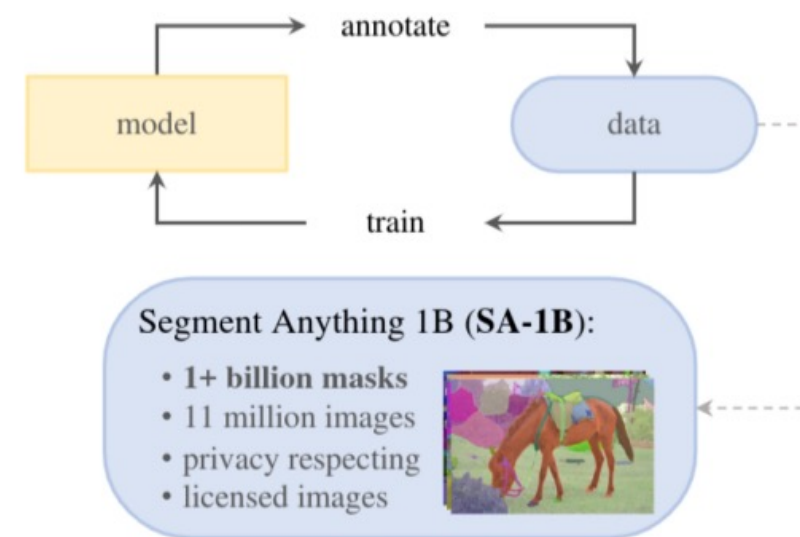 annotate
model
data
train
Segment Anything 1B (SA-1B):
• 1+ billion masks
• 11 million images
• privacy respecting
• licensed images